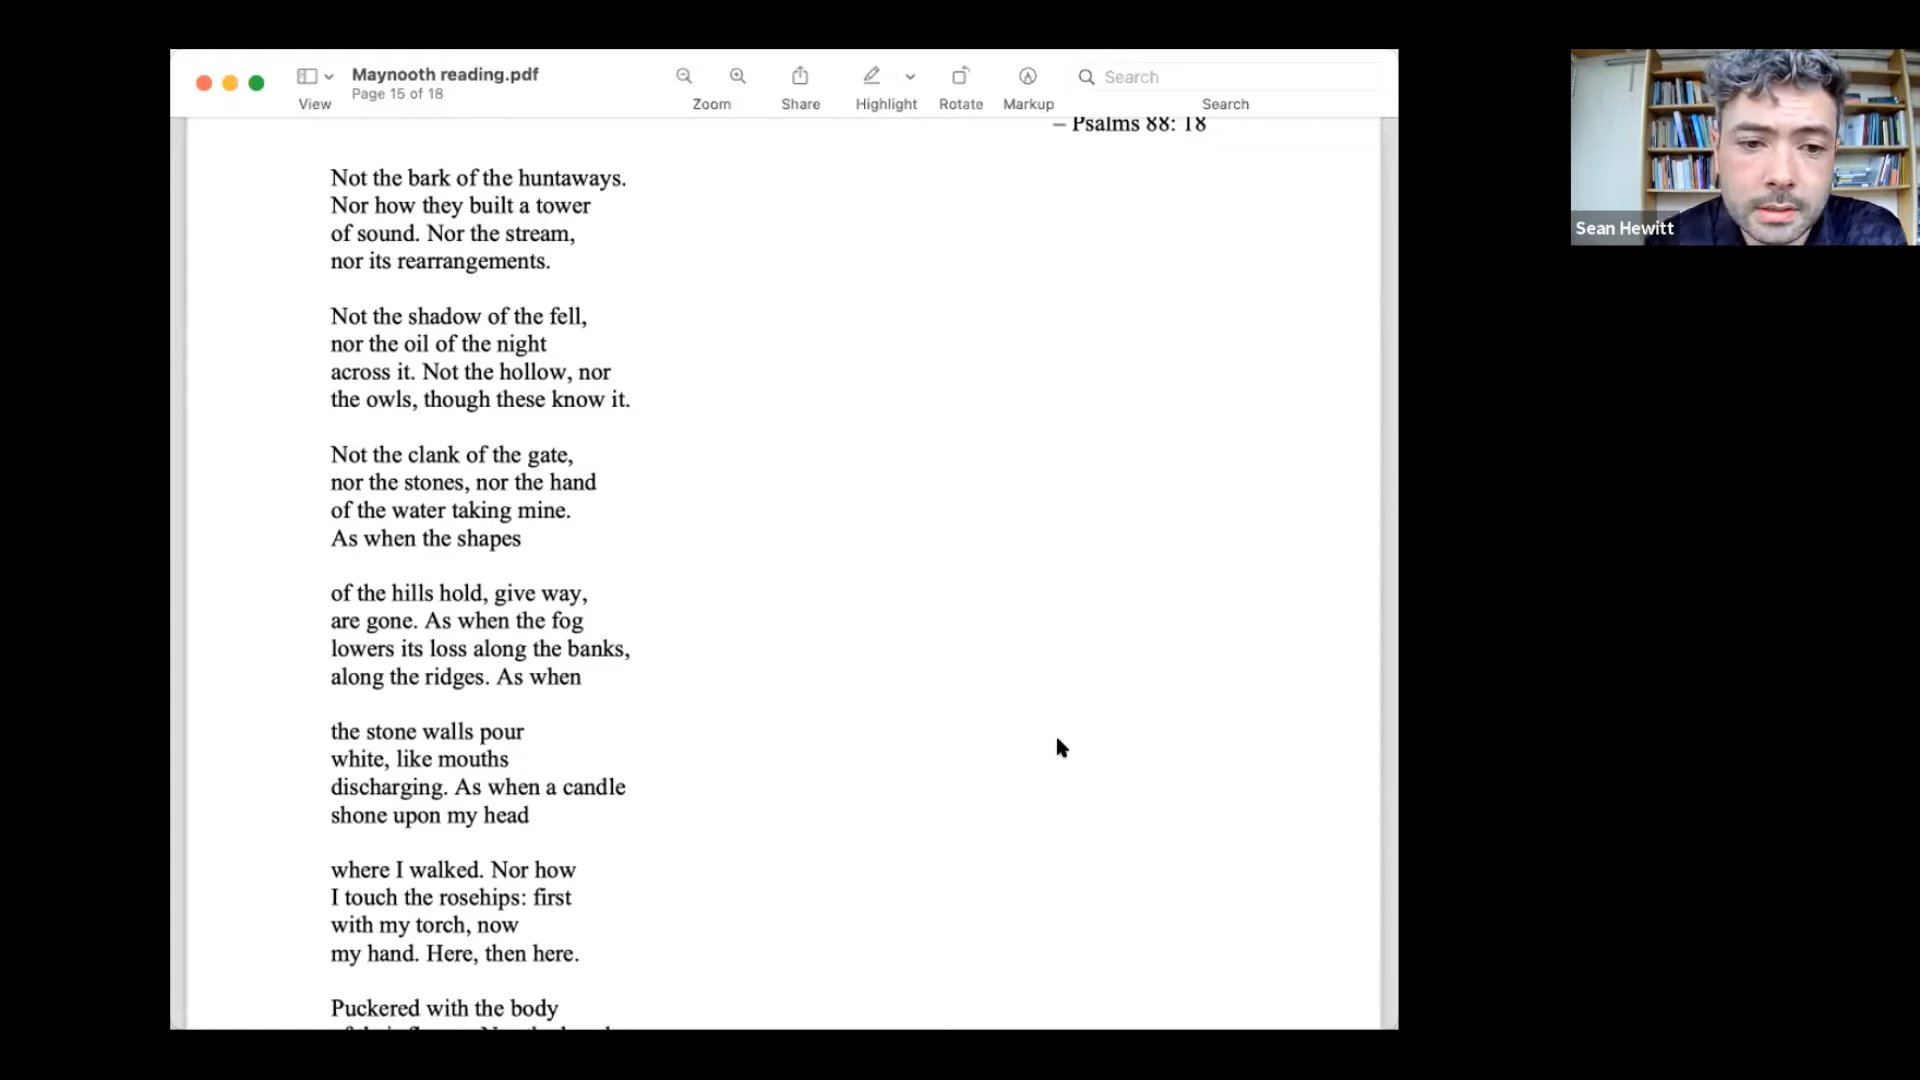 Maynooth reading.pdf
Page 15 of 18
View
Zoom
Share
Highlight
Rotate
Markup
Search
Search
– Psalms 88: 18
Not the bark of the huntaways.
Nor how they built a tower
of sound. Nor the stream,
nor its rearrangements.
Not the shadow of the fell,
nor the oil of the night
across it. Not the hollow, nor
the owls, though these know it.
Not the clank of the gate,
nor the stones, nor the hand
of the water taking mine.
As when the shapes
of the hills hold, give way,
are gone. As when the fog
lowers its loss along the banks,
along the ridges. As when
the stone walls pour
white, like mouths
discharging. As when a candle
shone upon my head
where I walked. Nor how
I touch the rosehips: first
with my torch, now
my hand. Here, then here.
Puckered with the body
Sean Hewitt